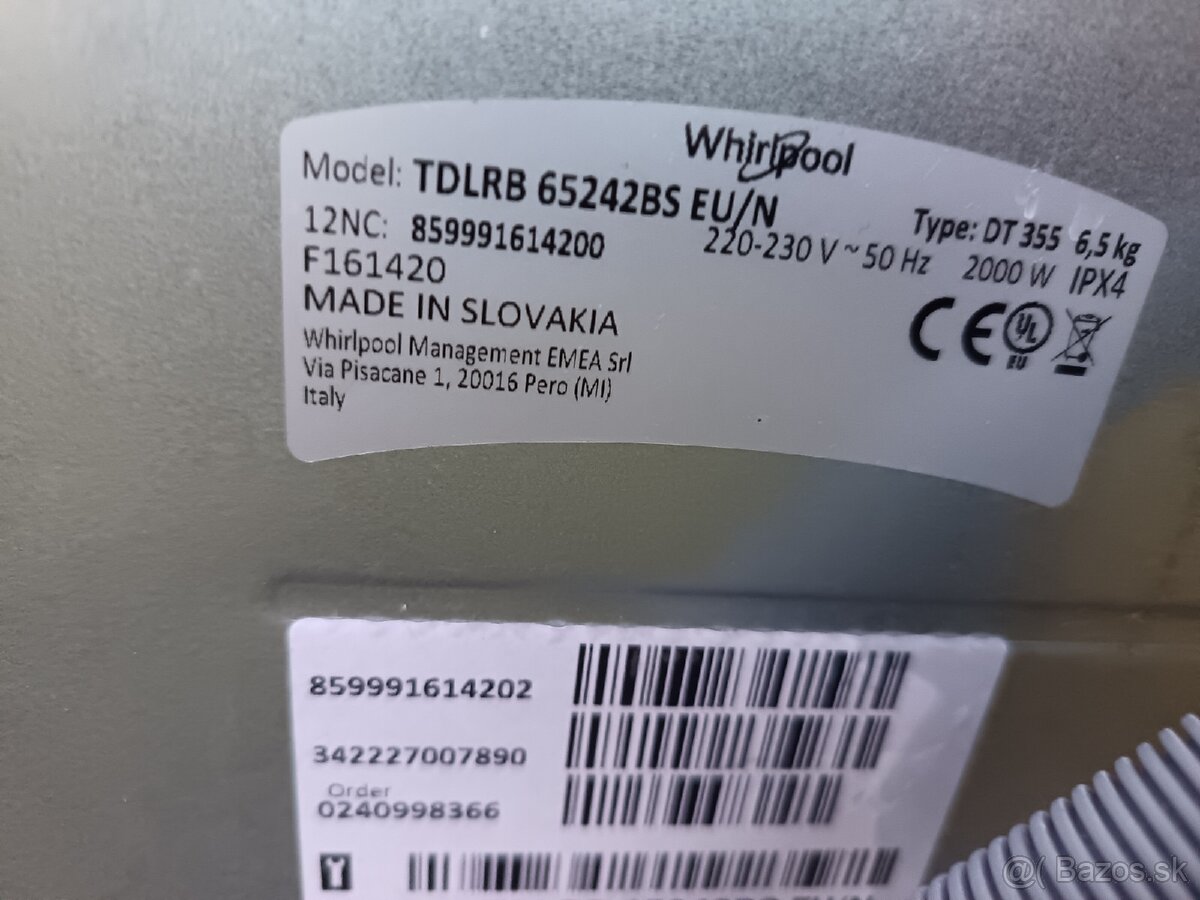 Whirlpool
Model: TDLRB 65242BS EU/N
12NC: 859991614200
220-230 V ~ 50 Hz
Type: DT 355 6,5 kg
2000 W IPX4
F161420
MADE IN SLOVAKIA
Whirlpool Management EMEA Srl
Via Pisacane 1, 20016 Pero (MI)
Italy
CE
UL
EU
859991614202
342227007890
Order
0240998366
@( Bazos.sk